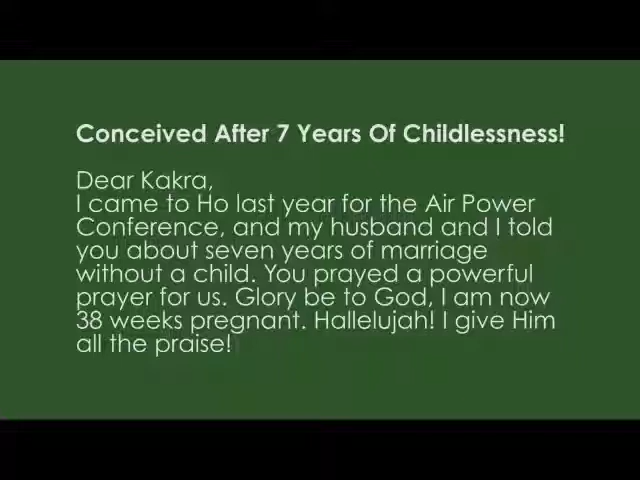 Conceived After 7 Years Of Childlessness!
Dear Kakra,
I came to Ho last year for the Air Power
Conference, and my husband and I told
you about seven years of marriage
without a child. You prayed a powerful
prayer for us. Glory be to God, I am now
38 weeks pregnant. Hallelujah! I give Him
all the praise!